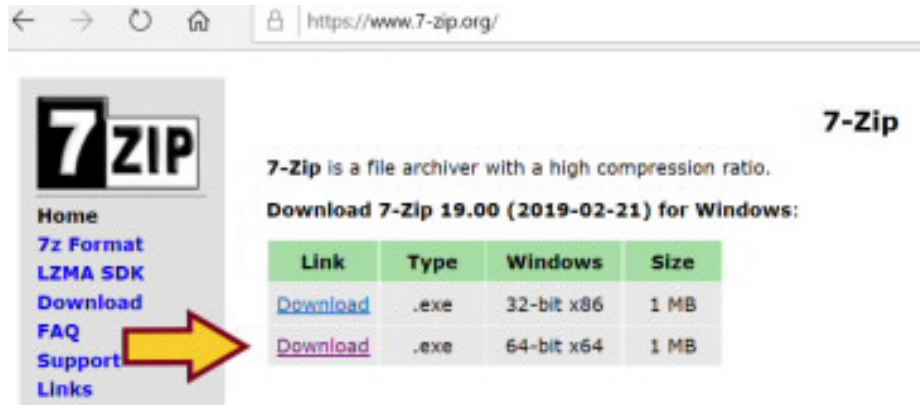 https://www.7-zip.org/
7 ZIP
Home
7z Format
LZMA SDK
Download
FAQ
Support
Links
7-Zip
7-Zip is a file archiver with a high compression ratio.
Download 7-Zip 19.00 (2019-02-21) for Windows:
Link Type Windows Size
Download .exe 32-bit x86 1 MB
Download .exe 64-bit x64 1 MB